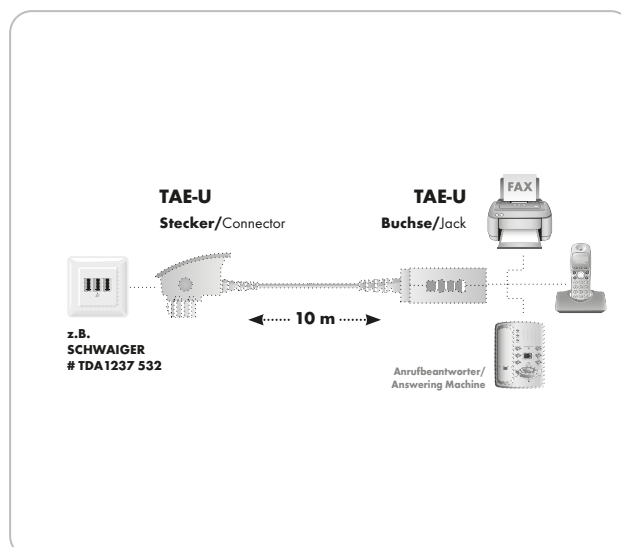 TAE-U
Stecker/Connector
TAE-U
Buchse/Jack
FAX
10 m
z.B.
SCHWAIGER
# TDA1237 532
Anrufbeantworter/
Answering Machine